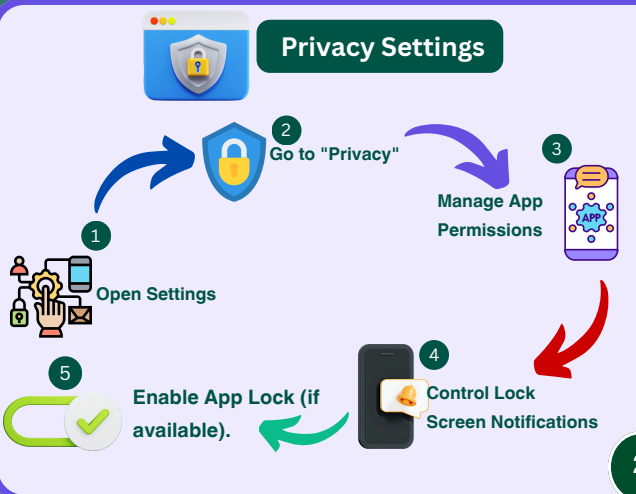 Privacy Settings
2
Go to "Privacy"
3
Manage App
Permissions
APP
1
Open Settings
4
Control Lock
Screen Notifications
5
Enable App Lock (if
available).